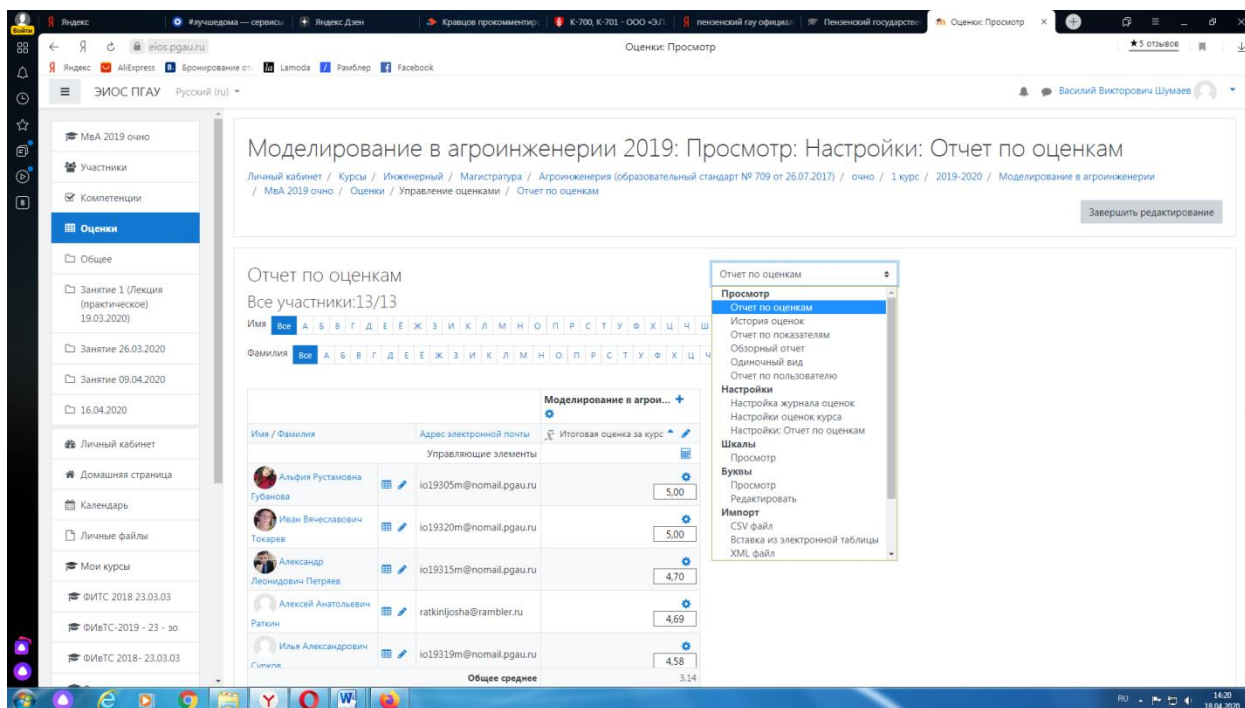 Войти
Яндекс
#лучшедома — сервисы
Яндекс Дзен
Кравцов прокомментир
К-700, К-701 - ООО «ЭЛ
пензенский гау официал
Пензенский государстве
Оценки: Просмотр
eios.pgau.ru
Оценки: Просмотр
★ 5 отзывов
Яндекс AliExpress Бронирование от Lamoda Рамблер Facebook
ЭИОС ПГАУ Русский (ru)
Василий Викторович Шумаев
МвА 2019 очно
Участники
Компетенции
Оценки
Общее
Занятие 1 (Лекция
(практическое)
19.03.2020)
Занятие 26.03.2020
Занятие 09.04.2020
16.04.2020
Личный кабинет
Домашняя страница
Календарь
Личные файлы
Мои курсы
ФИТС 2018 23.03.03
ФИвТС-2019 - 23 - зо
ФИвТС 2018- 23.03.03
Моделирование в агроинженерии 2019: Просмотр: Настройки: Отчет по оценкам
Личный кабинет / Курсы / Инженерный / Магистратура / Агроинженерия (образовательный стандарт № 709 от 26.07.2017) / очно / 1 курс / 2019-2020 / Моделирование в агроинженерии
/ МвА 2019 очно / Оценки / Управление оценками / Отчет по оценкам
Завершить редактирование
Отчет по оценкам
Все участники:13/13
Имя Все А Б В Г Д Е Ё Ж З И К Л М Н О П Р С Т У Ф Х Ц Ч Ш
Фамилия Все А Б В Г Д Е Ё Ж З И К Л М Н О П Р С Т У Ф Х Ц Ч
Моделирование в агрои...
Имя / Фамилия Адрес электронной почты x̄ Итоговая оценка за курс
Управляющие элементы
Альфия Рустамовна
Губанова
io19305m@nomail.pgau.ru
5,00
Иван Вячеславович
Токарев
io19320m@nomail.pgau.ru
5,00
Александр
Леонидович Петряев
io19315m@nomail.pgau.ru
4,70
Алексей Анатольевич
Раткин
ratkinljosha@rambler.ru
4,69
Илья Александрович
Сурков
io19319m@nomail.pgau.ru
4,58
Общее среднее 3.14
Отчет по оценкам
Просмотр
Отчет по оценкам
История оценок
Отчет по показателям
Обзорный отчет
Одиночный вид
Отчет по пользователю
Настройки
Настройка журнала оценок
Настройки оценок курса
Настройки: Отчет по оценкам
Шкалы
Просмотр
Буквы
Просмотр
Редактировать
Импорт
CSV файл
Вставка из электронной таблицы
XML файл
RU
14:20
18.04.2020